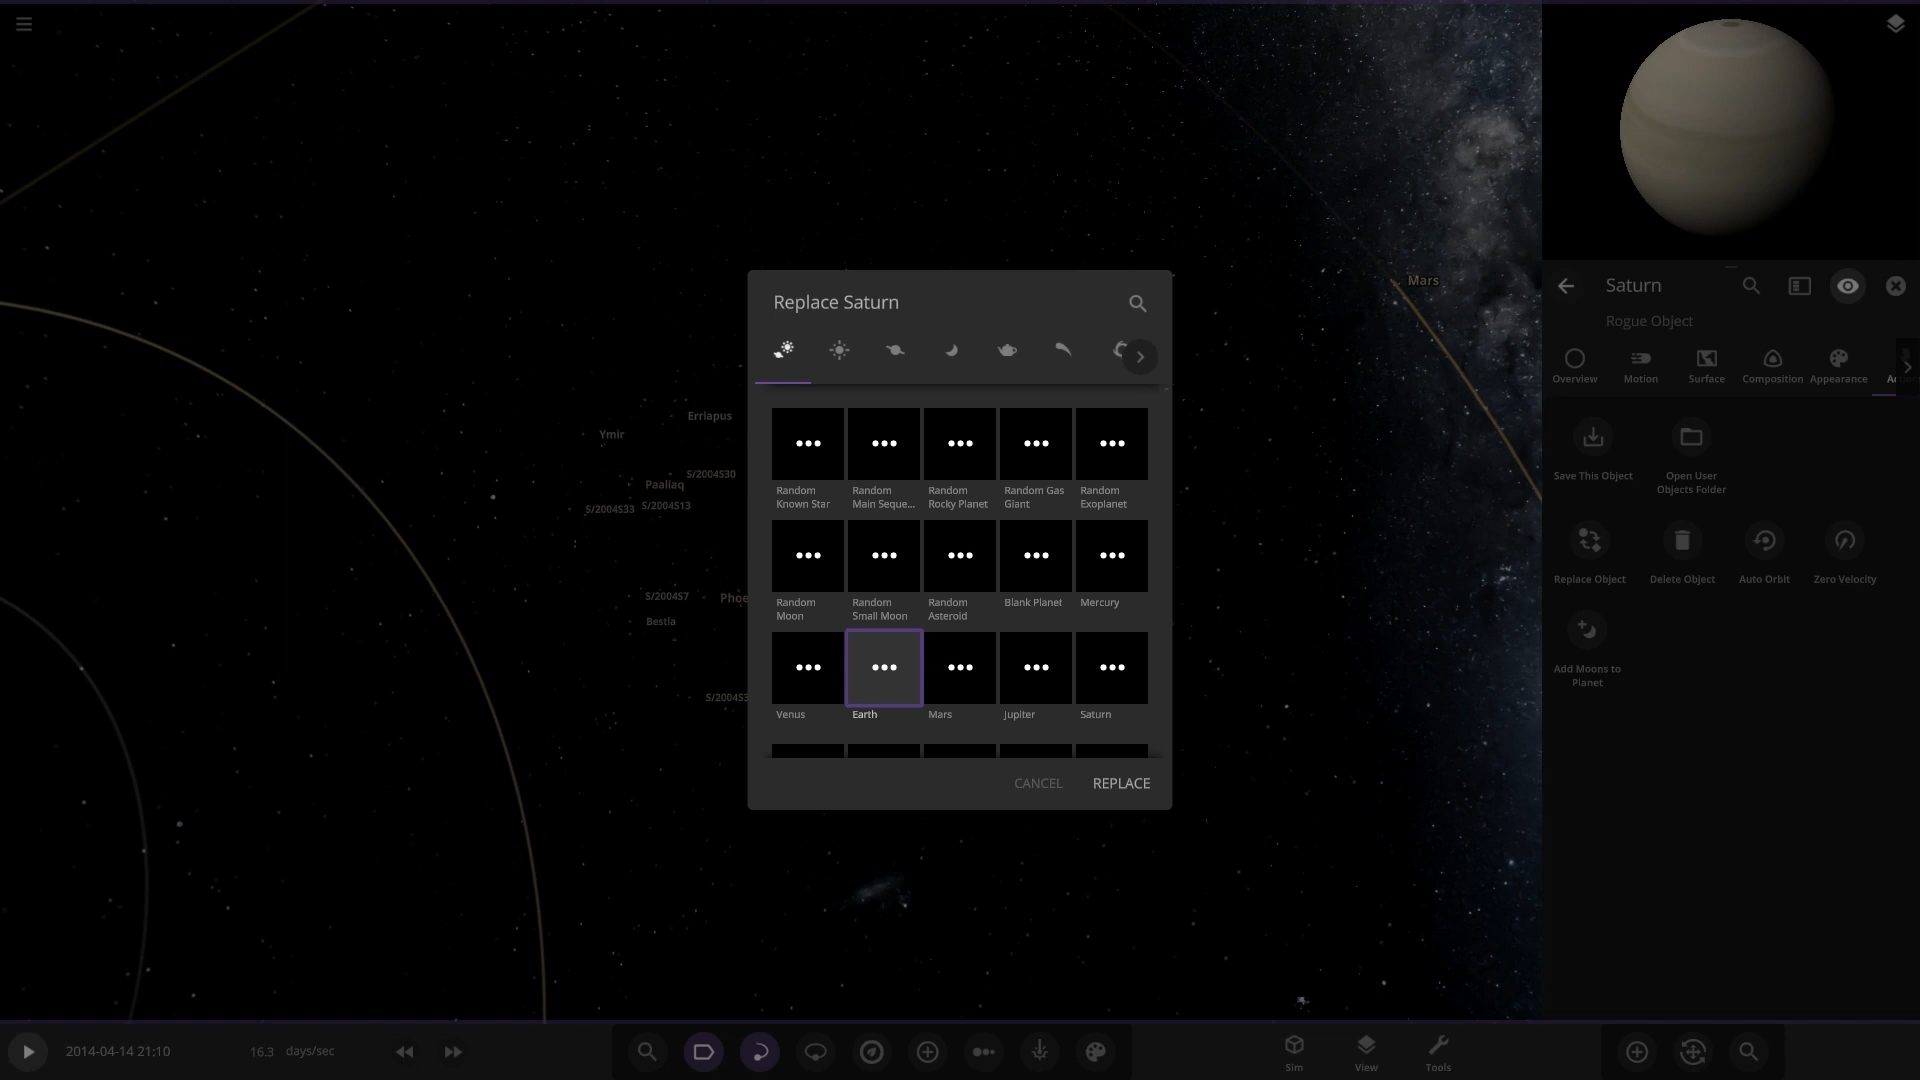 Mars
Errlapus
Ymir
S/2004S30
Paaliaq
S/2004S33
S/2004S13
S/2004S7
Phoe
Bestla
S/2004S3
Replace Saturn
Random
Known Star
Random
Main Seque...
Random
Rocky Planet
Random Gas
Giant
Random
Exoplanet
Random
Moon
Random
Small Moon
Random
Asteroid
Blank Planet
Mercury
Venus
Earth
Mars
Jupiter
Saturn
CANCEL
REPLACE
Saturn
Rogue Object
Overview
Motion
Surface
Composition
Appearance
Save This Object
Open User
Objects Folder
Replace Object
Delete Object
Auto Orbit
Zero Velocity
Add Moons to
Planet
2014-04-14 21:10
16.3 days/sec
Sim
View
Tools